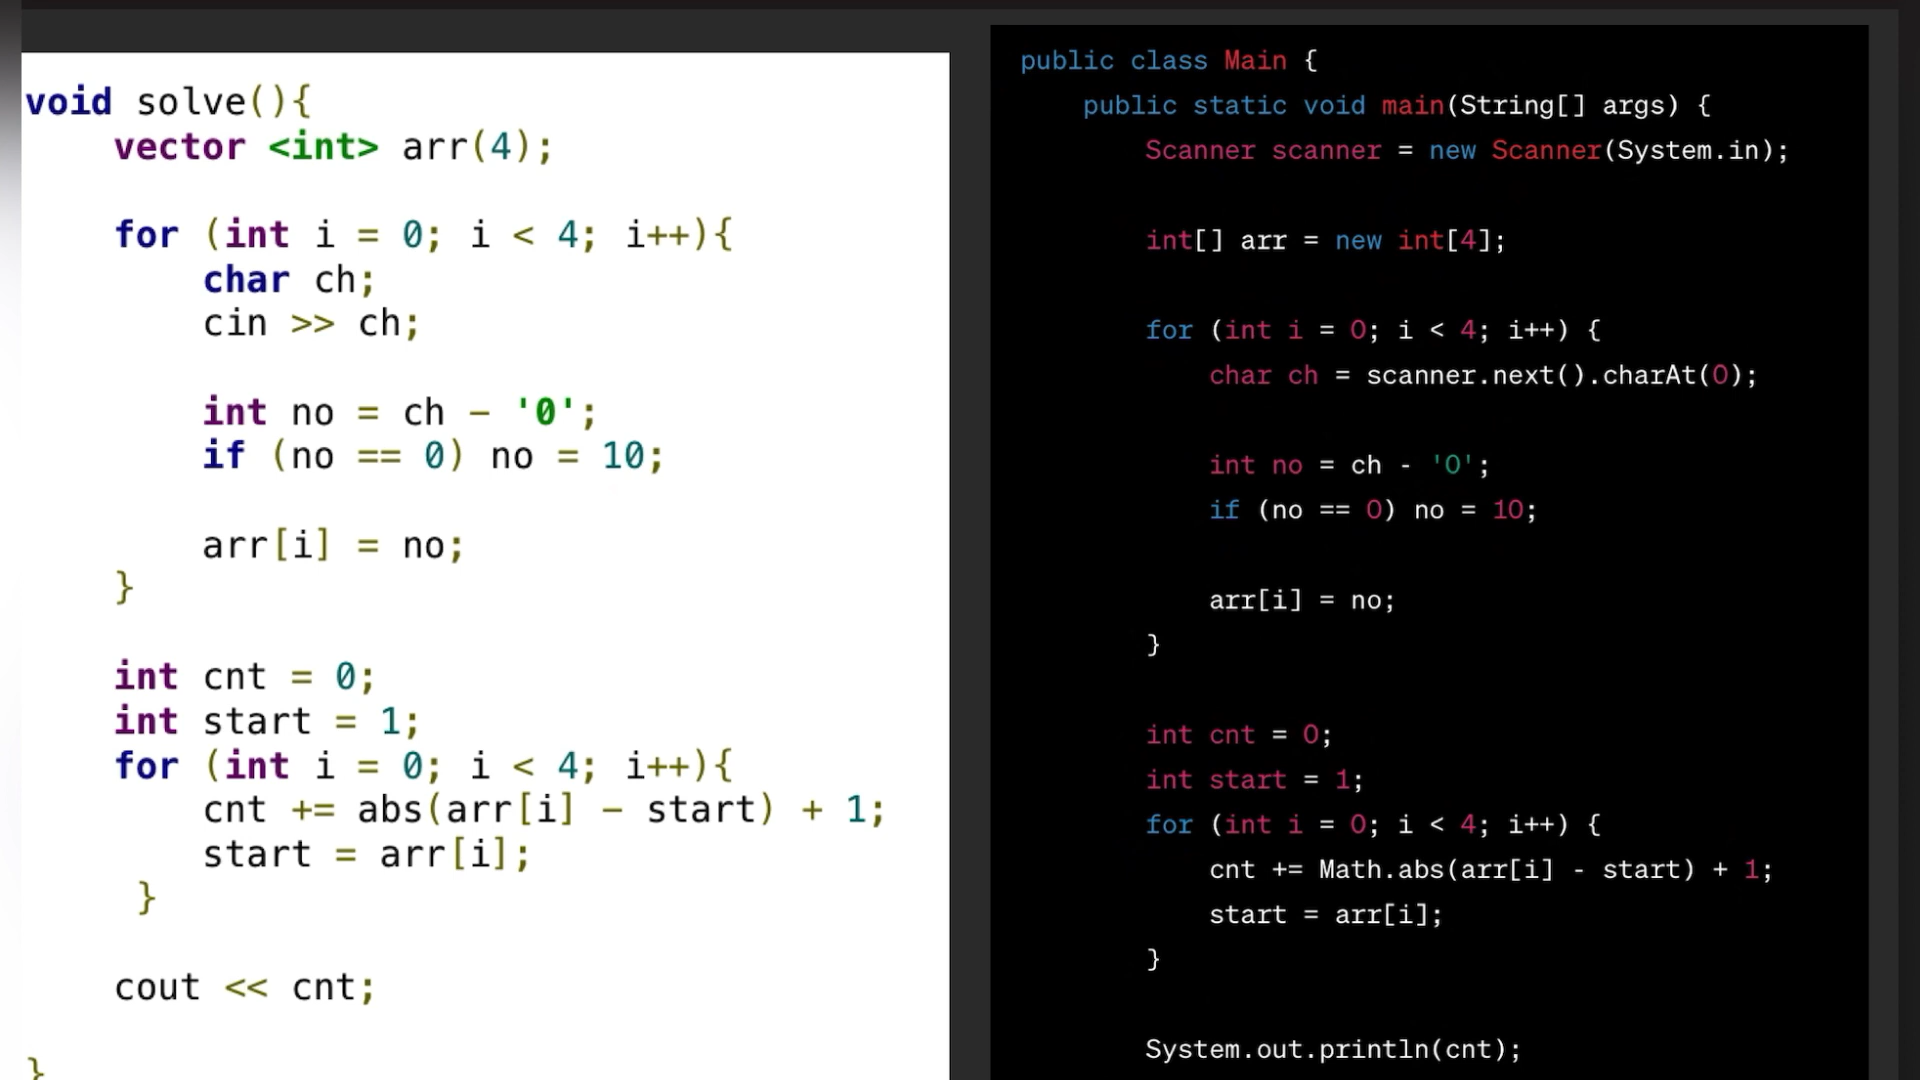 void solve(){
vector <int> arr(4);
for (int i = 0; i < 4; i++){
char ch;
cin >> ch;
int no = ch - '0';
if (no == 0) no = 10;
arr[i] = no;
}
int cnt = 0;
int start = 1;
for (int i = 0; i < 4; i++){
cnt += abs(arr[i] - start) + 1;
start = arr[i];
}
cout << cnt;
}
public class Main {
public static void main(String[] args) {
Scanner scanner = new Scanner(System.in);
int[] arr = new int[4];
for (int i = 0; i < 4; i++) {
char ch = scanner.next().charAt(0);
int no = ch - '0';
if (no == 0) no = 10;
arr[i] = no;
}
int cnt = 0;
int start = 1;
for (int i = 0; i < 4; i++) {
cnt += Math.abs(arr[i] - start) + 1;
start = arr[i];
}
System.out.println(cnt);